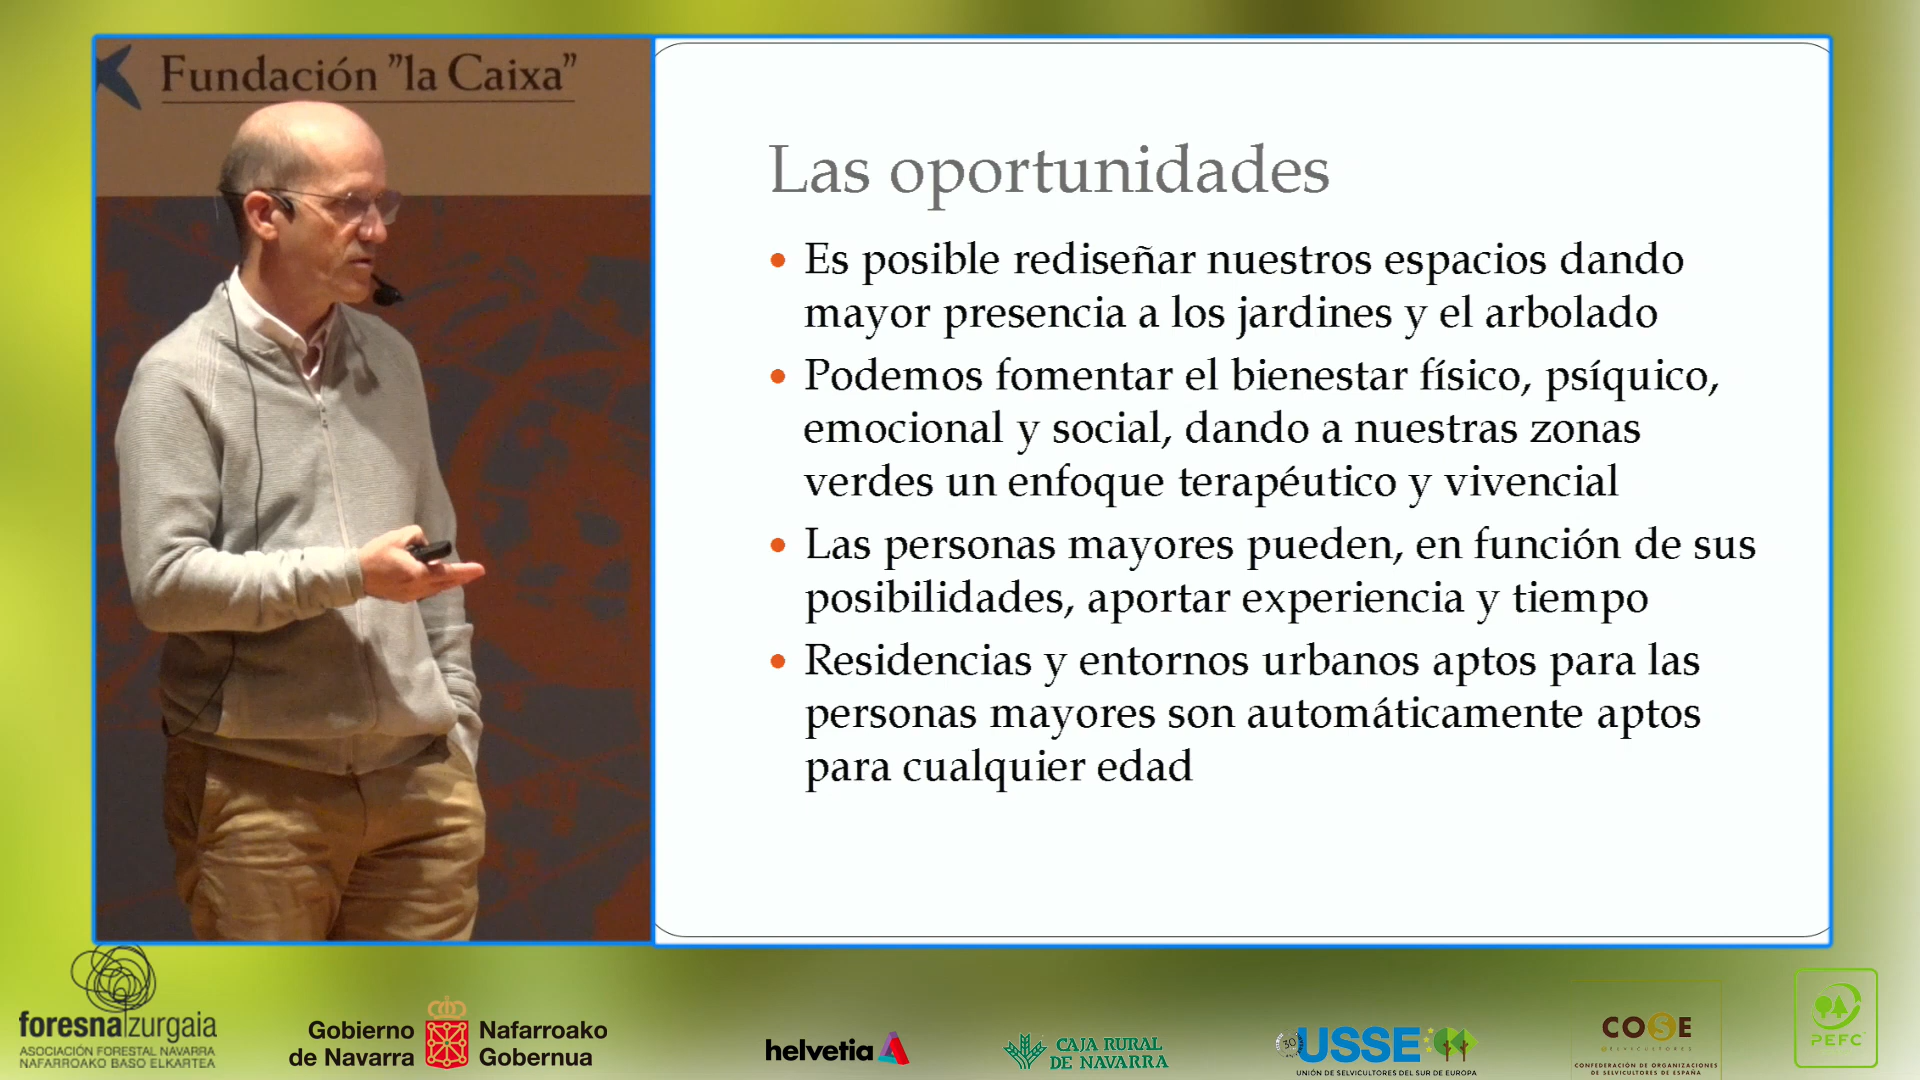 Fundación "la Caixa"
Las oportunidades
• Es posible rediseñar nuestros espacios dando
mayor presencia a los jardines y el arbolado
• Podemos fomentar el bienestar físico, psíquico,
emocional y social, dando a nuestras zonas
verdes un enfoque terapéutico y vivencial
• Las personas mayores pueden, en función de sus
posibilidades, aportar experiencia y tiempo
• Residencias y entornos urbanos aptos para las
personas mayores son automáticamente aptos
para cualquier edad
foresna zurgaia
ASOCIACIÓN FORESTAL NAVARRA
NAFARROAKO BASO ELKARTEA
Gobierno
de Navarra
Nafarroako
Gobernua
helvetia
CAJA RURAL
DE NAVARRA
30
USSE
UNIÓN DE SELVICULTORES DEL SUR DE EUROPA
COSE
CONFEDERACIÓN DE ORGANIZACIONES
DE SELVICULTORES DE ESPAÑA
PEFC